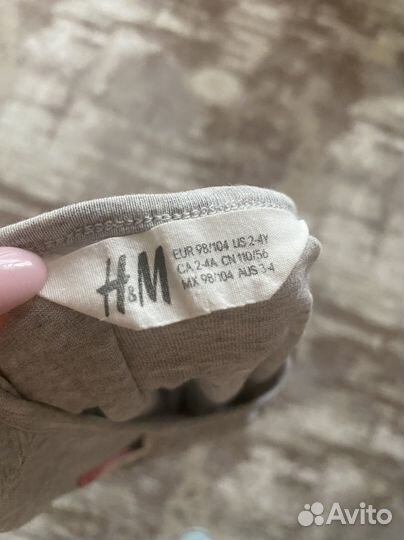 H&M
EUR 98/104 US 2-4Y
CA 2-4A CN 110/56
MX 98/104 AUS 3-4
Avito